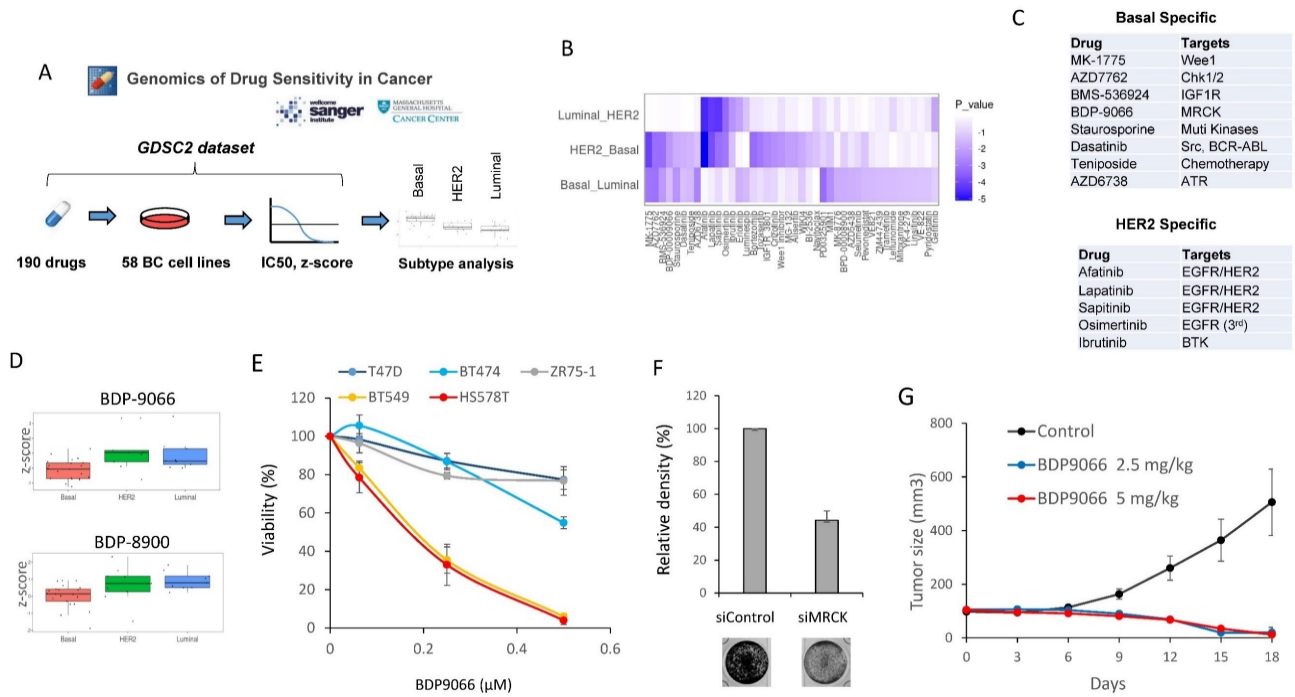 A
Genomics of Drug Sensitivity in Cancer
wellcome
sanger
institute
MASSACHUSETTS
GENERAL HOSPITAL
CANCER CENTER
GDSC2 dataset
Basal
HER2
Luminal
190 drugs
58 BC cell lines
IC50, z-score
Subtype analysis
B
Luminal_HER2
HER2_Basal
Basal_Luminal
P_value
-1
-2
-3
-4
-5
C
Basal Specific
Drug Targets
MK-1775 Wee1
AZD7762 Chk1/2
BMS-536924 IGF1R
BDP-9066 MRCK
Staurosporine Muti Kinases
Dasatinib Src, BCR-ABL
Teniposide Chemotherapy
AZD6738 ATR
HER2 Specific
Drug Targets
Afatinib EGFR/HER2
Lapatinib EGFR/HER2
Sapitinib EGFR/HER2
Osimertinib EGFR (3rd)
Ibrutinib BTK
D
BDP-9066
z-score
Basal HER2 Luminal
BDP-8900
z-score
Basal HER2 Luminal
E
T47D BT474 ZR75-1
BT549 HS578T
Viability (%)
120
100
80
60
40
20
0
0 0.2 0.4 0.6
BDP9066 (μM)
F
Relative density (%)
120
100
80
60
40
20
0
siControl siMRCK
G
Control
BDP9066 2.5 mg/kg
BDP9066 5 mg/kg
Tumor size (mm3)
800
600
400
200
0
0 3 6 9 12 15 18
Days